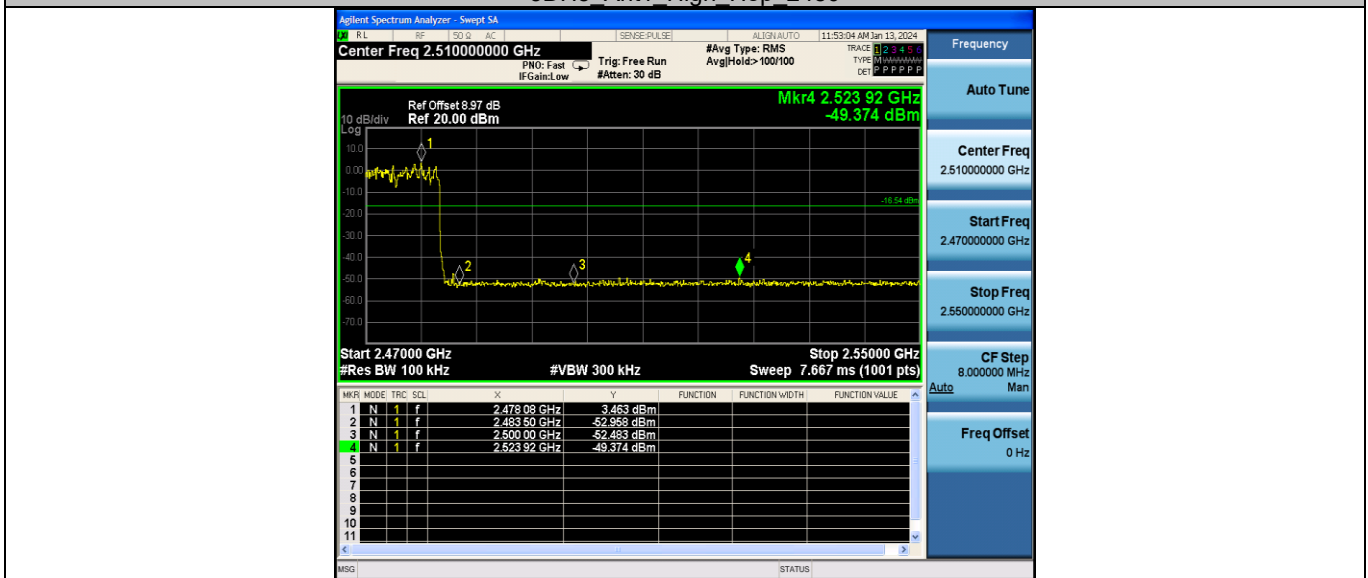 Agilent Spectrum Analyzer - Swept SA
RL RF 50 Ω AC SENSE:PULSE ALIGN AUTO 11:53:04 AM Jan 13, 2024
Center Freq 2.510000000 GHz
PNO: Fast
IFGain:Low
Trig: Free Run
#Atten: 30 dB
#Avg Type: RMS
Avg|Hold:>100/100
TRACE 1 2 3 4 5 6
TYPE M
DET P P P P P P
Mkr4 2.523 92 GHz
-49.374 dBm
Ref Offset 8.97 dB
10 dB/div Ref 20.00 dBm
Log
10.0
0.00
-10.0
-20.0
-30.0
-40.0
-50.0
-60.0
-70.0
-16.54 dBm
1
2
3
4
Start 2.47000 GHz Stop 2.55000 GHz
#Res BW 100 kHz #VBW 300 kHz Sweep 7.667 ms (1001 pts)
MKR MODE TRC SCL X Y FUNCTION FUNCTION WIDTH FUNCTION VALUE
1 N 1 f 2.478 08 GHz 3.463 dBm
2 N 1 f 2.483 50 GHz -52.958 dBm
3 N 1 f 2.500 00 GHz -52.483 dBm
4 N 1 f 2.523 92 GHz -49.374 dBm
5
6
7
8
9
10
11
MSG STATUS
Frequency
Auto Tune
Center Freq
2.510000000 GHz
Start Freq
2.470000000 GHz
Stop Freq
2.550000000 GHz
CF Step
8.000000 MHz
Auto Man
Freq Offset
0 Hz